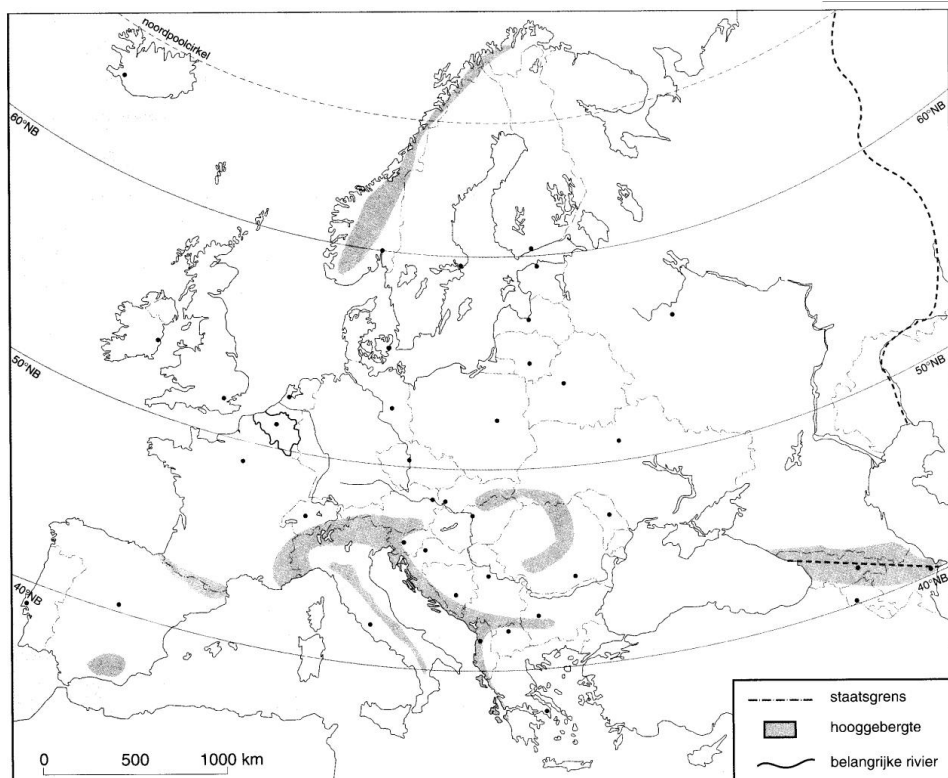 noordpoolcirkel
60°NB
60°NB
50°NB
50°NB
40°NB
40°NB
0 500 1000 km
staatsgrens
hooggebergte
belangrijke rivier